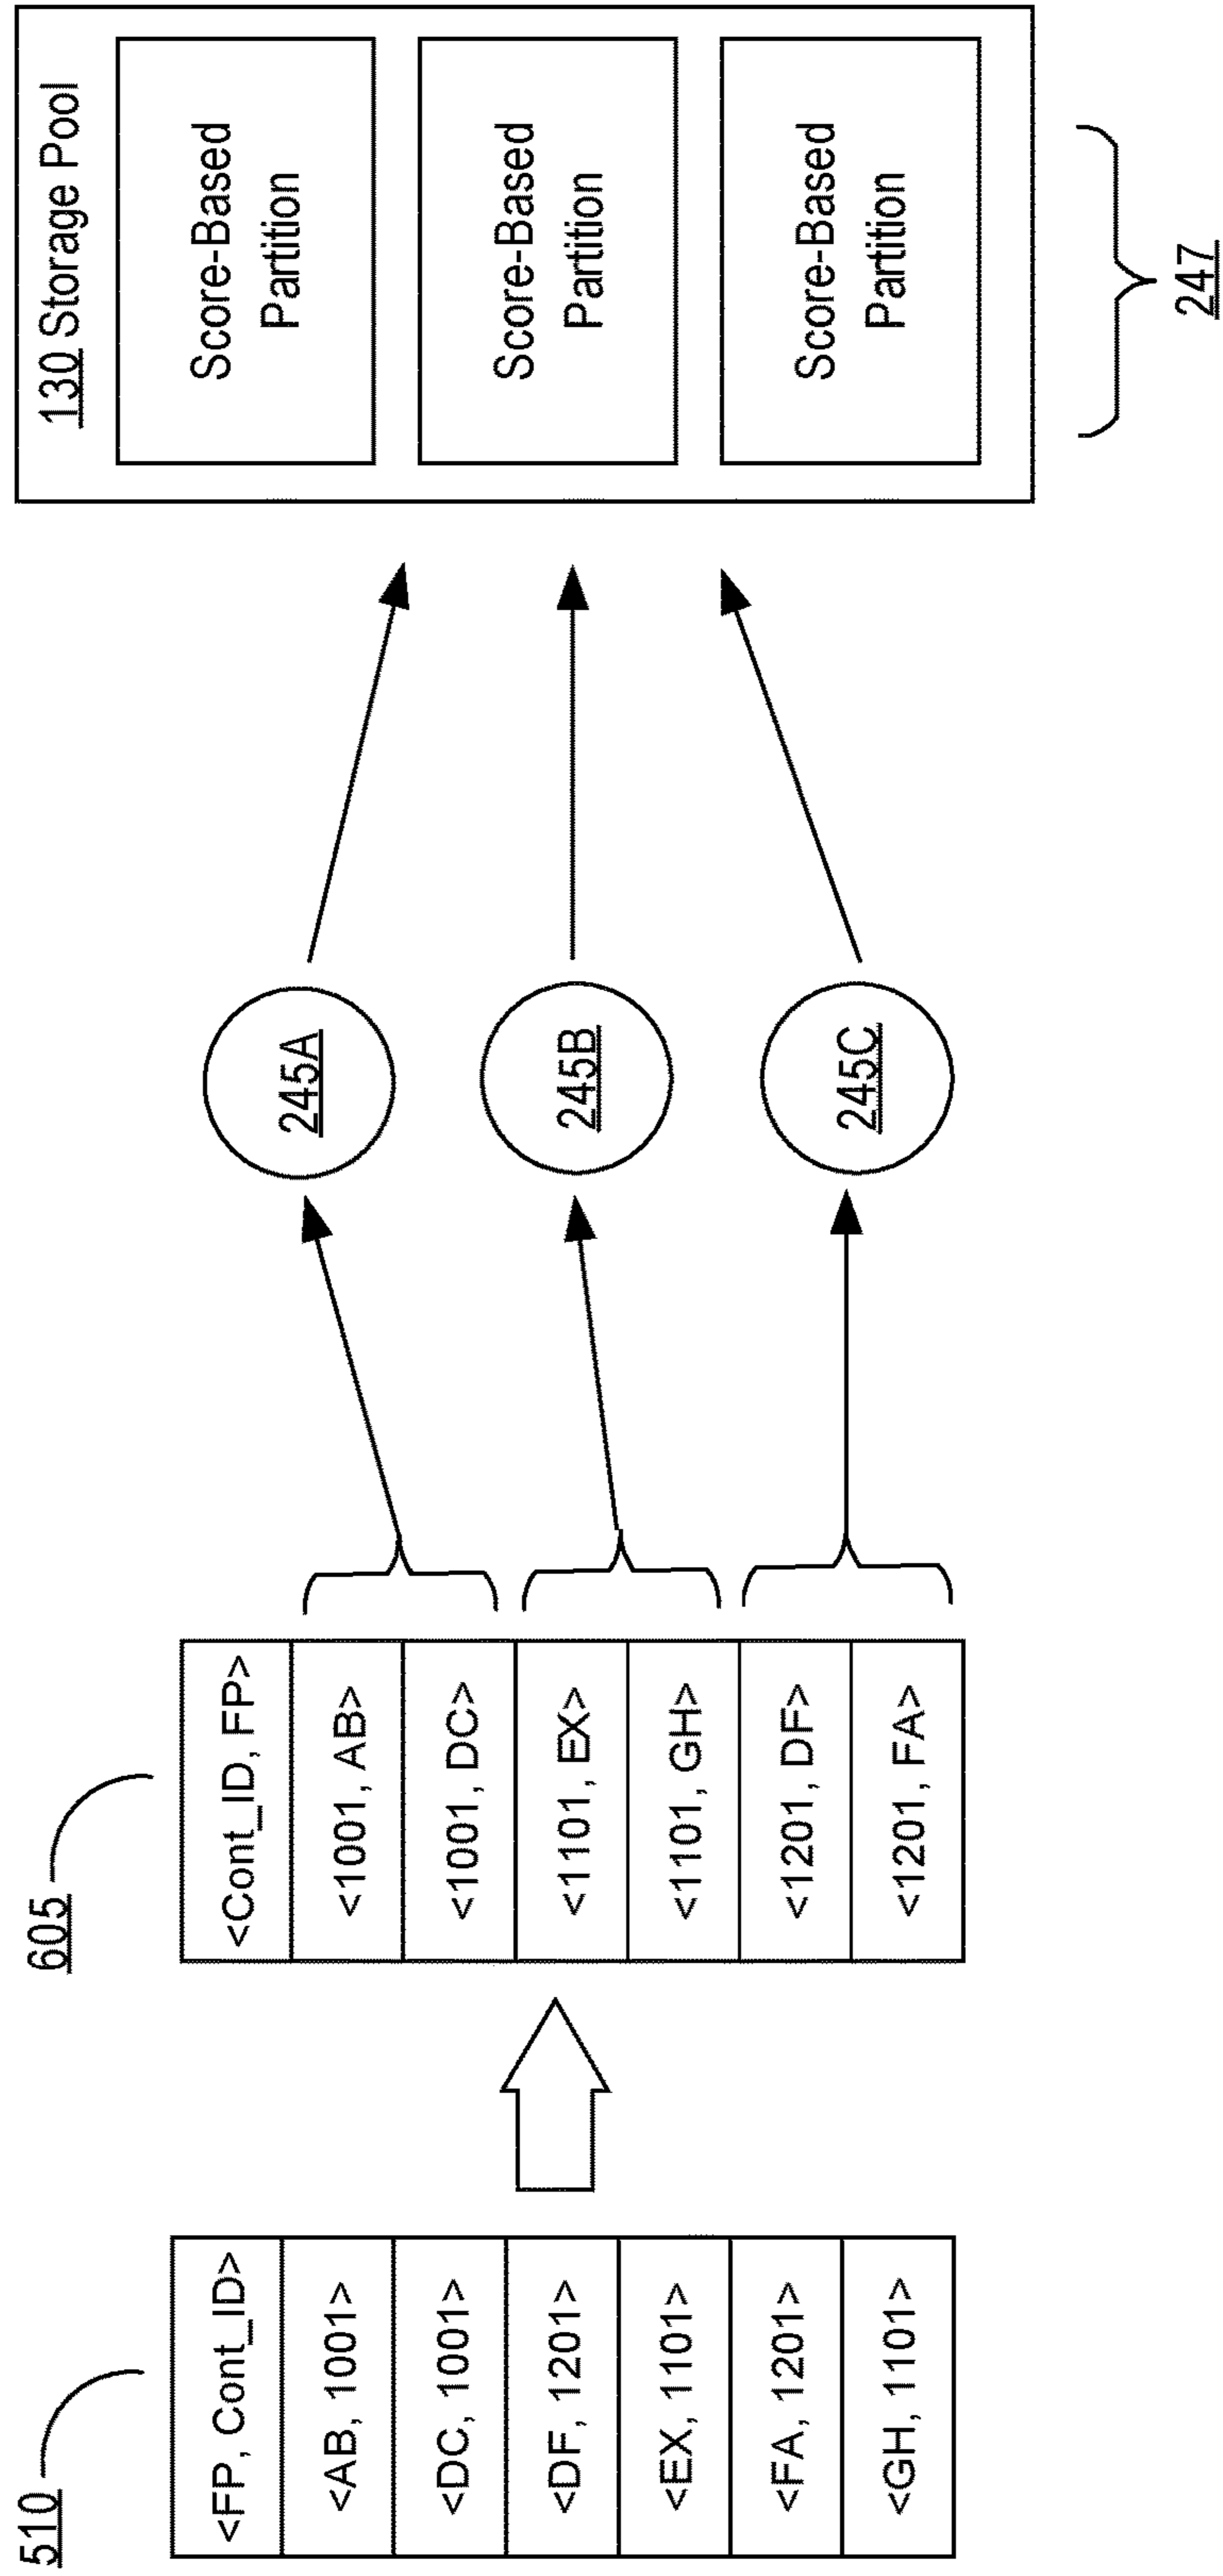 510
<FP, Cont_ID>
<AB, 1001>
<DC, 1001>
<DF, 1201>
<EX, 1101>
<FA, 1201>
<GH, 1101>
605
<Cont_ID, FP>
<1001, AB>
<1001, DC>
<1101, EX>
<1101, GH>
<1201, DF>
<1201, FA>
245A
245B
245C
130 Storage Pool
Score-Based
Partition
Score-Based
Partition
Score-Based
Partition
247